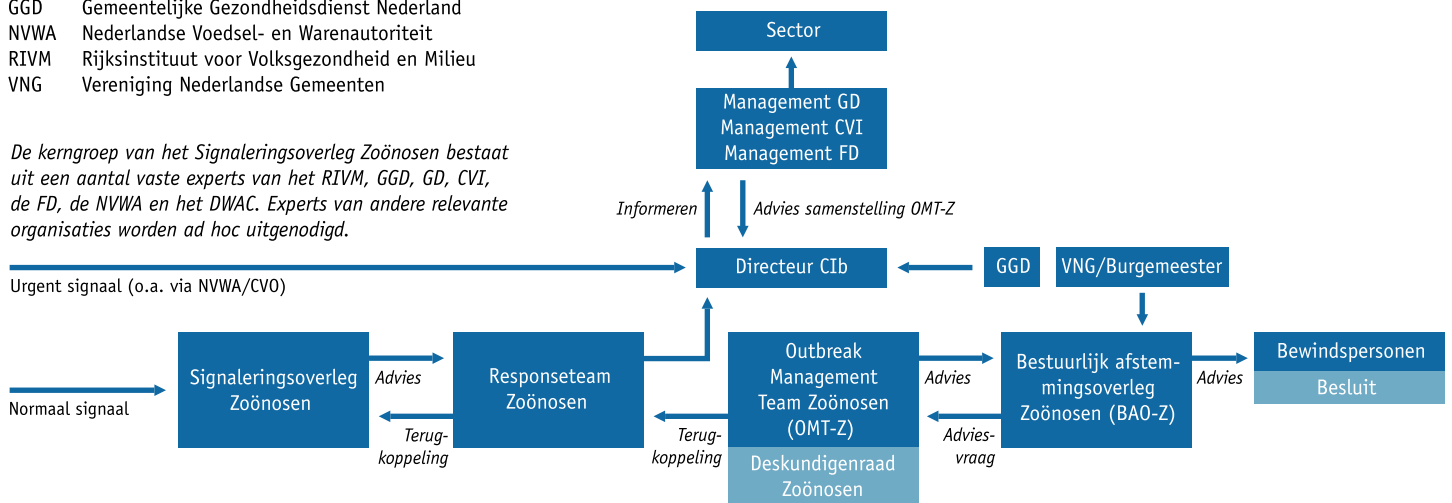 GGD Gemeentelijke Gezondheidsdienst Nederland
NVWA Nederlandse Voedsel- en Warenautoriteit
RIVM Rijksinstituut voor Volksgezondheid en Milieu
VNG Vereniging Nederlandse Gemeenten
De kerngroep van het Signaleringsoverleg Zoönosen bestaat
uit een aantal vaste experts van het RIVM, GGD, GD, CVI,
de FD, de NVWA en het DWAC. Experts van andere relevante
organisaties worden ad hoc uitgenodigd.
Sector
Management GD
Management CVI
Management FD
Informeren
Advies samenstelling OMT-Z
Directeur CIb
GGD
VNG/Burgemeester
Urgent signaal (o.a. via NVWA/CVO)
Normaal signaal
Signaleringsoverleg
Zoönosen
Advies
Terug-
koppeling
Responseteam
Zoönosen
Terug-
koppeling
Outbreak
Management
Team Zoönosen
(OMT-Z)
Deskundigenraad
Zoönosen
Advies
Advies-
vraag
Bestuurlijk afstem-
mingsoverleg
Zoönosen (BAO-Z)
Advies
Bewindspersonen
Besluit